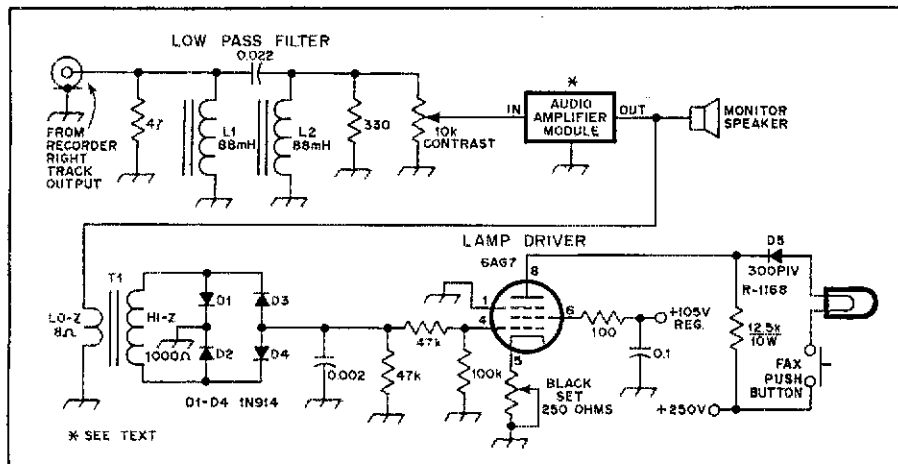 LOW PASS FILTER
0.022
FROM
RECORDER
RIGHT
TRACK
OUTPUT
47
L1
88mH
L2
88mH
330
10k
CONTRAST
IN
*
AUDIO
AMPLIFIER
MODULE
OUT
MONITOR
SPEAKER
LAMP DRIVER
6AG7
8
1
4
6
5
T1
LO-Z
8Ω
HI-Z
1000Ω
D1
D2
D3
D4
D1-D4 1N914
0.002
47k
47k
100k
100
+105V
REG.
0.1
BLACK
SET
250 OHMS
D5
300PIV
R-1168
12.5k
10W
FAX
PUSH
BUTTON
+250V
* SEE TEXT